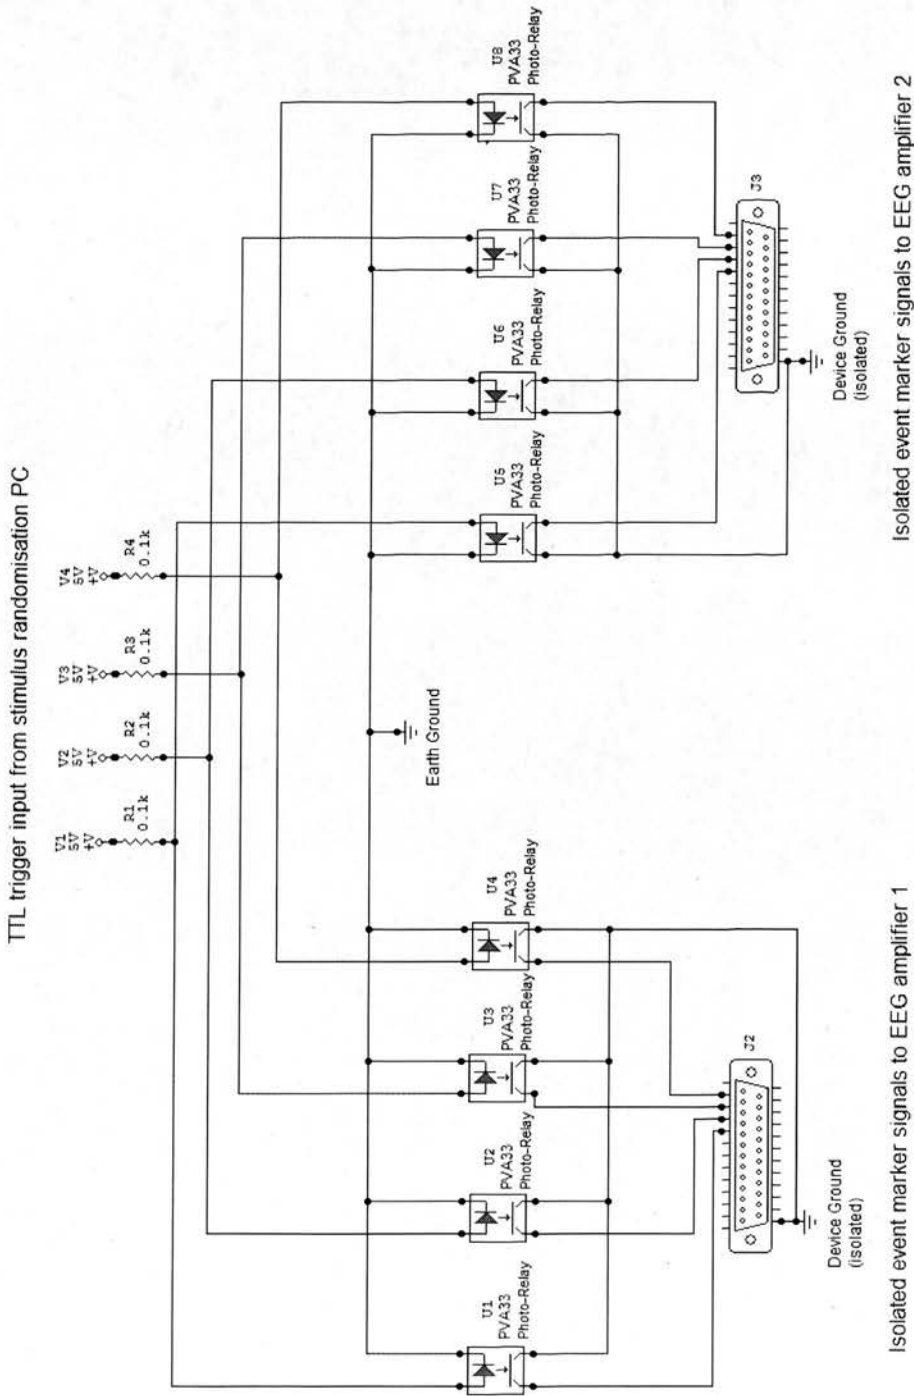 TTL trigger input from stimulus randomisation PC
V1
5V
+V
R1
0.1k
V2
5V
+V
R2
0.1k
V3
5V
+V
R3
0.1k
V4
5V
+V
R4
0.1k
Earth Ground
U1
PVA33
Photo-Relay
U2
PVA33
Photo-Relay
U3
PVA33
Photo-Relay
U4
PVA33
Photo-Relay
U5
PVA33
Photo-Relay
U6
PVA33
Photo-Relay
U7
PVA33
Photo-Relay
U8
PVA33
Photo-Relay
J2
Device Ground
(isolated)
J3
Device Ground
(isolated)
Isolated event marker signals to EEG amplifier 1
Isolated event marker signals to EEG amplifier 2